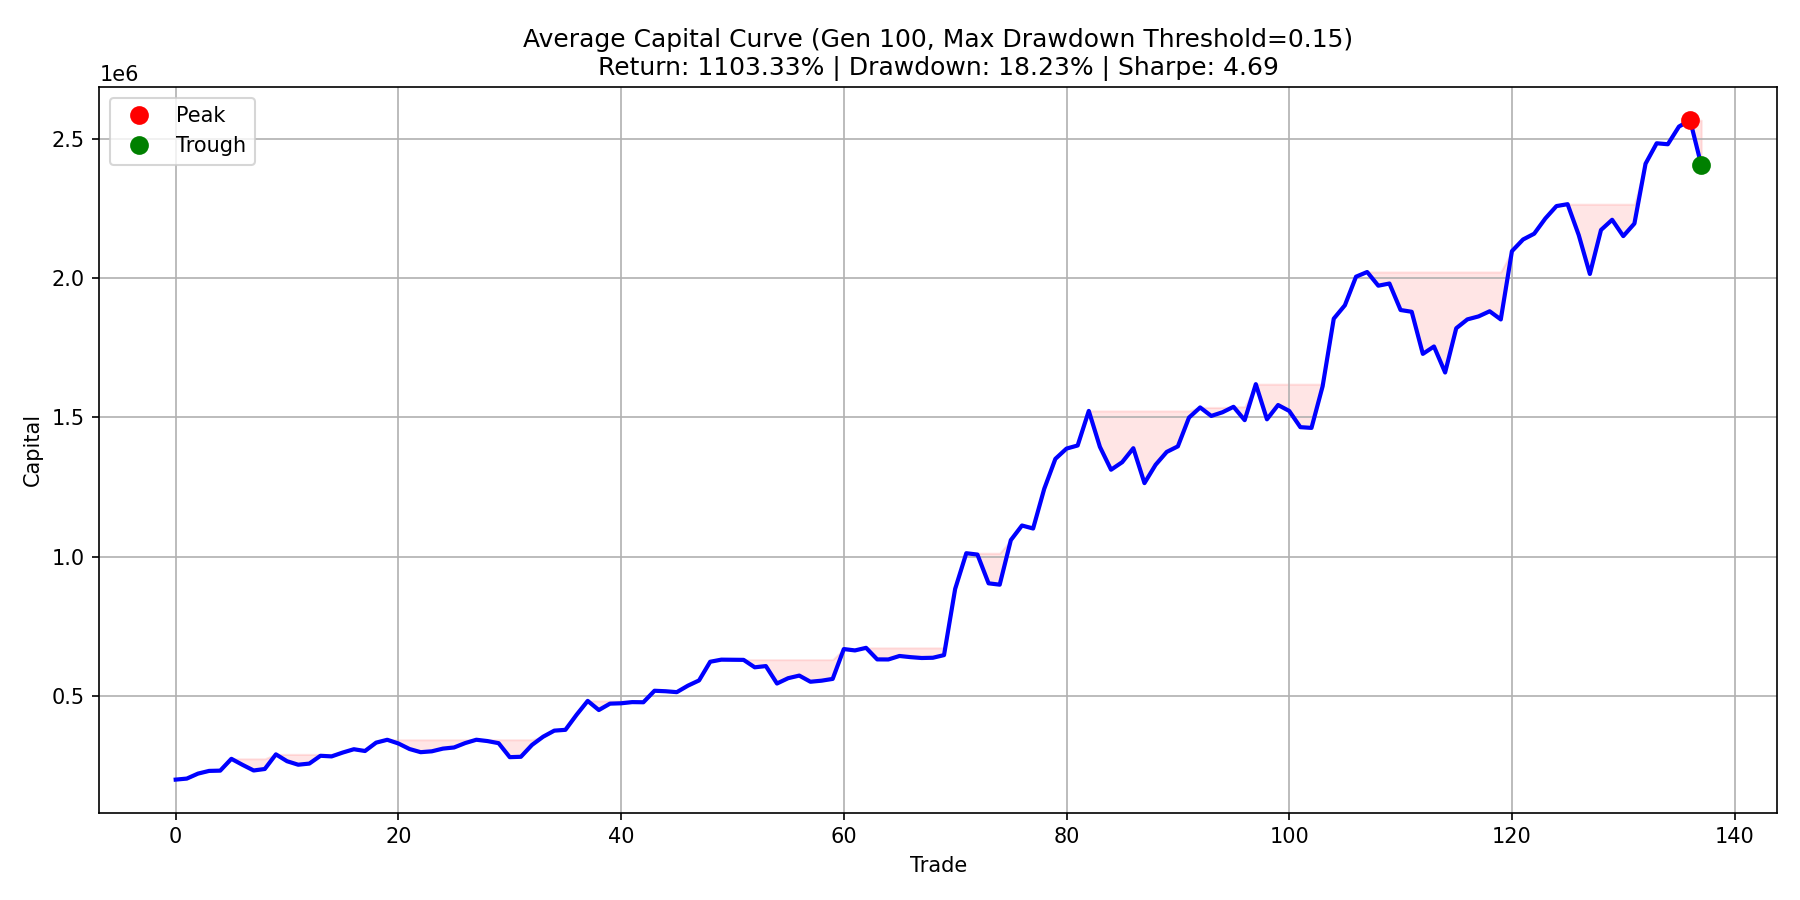 Average Capital Curve (Gen 100, Max Drawdown Threshold=0.15)
Return: 1103.33% | Drawdown: 18.23% | Sharpe: 4.69
1e6
Peak
Trough
2.5
2.0
1.5
1.0
0.5
Capital
0 20 40 60 80 100 120 140
Trade